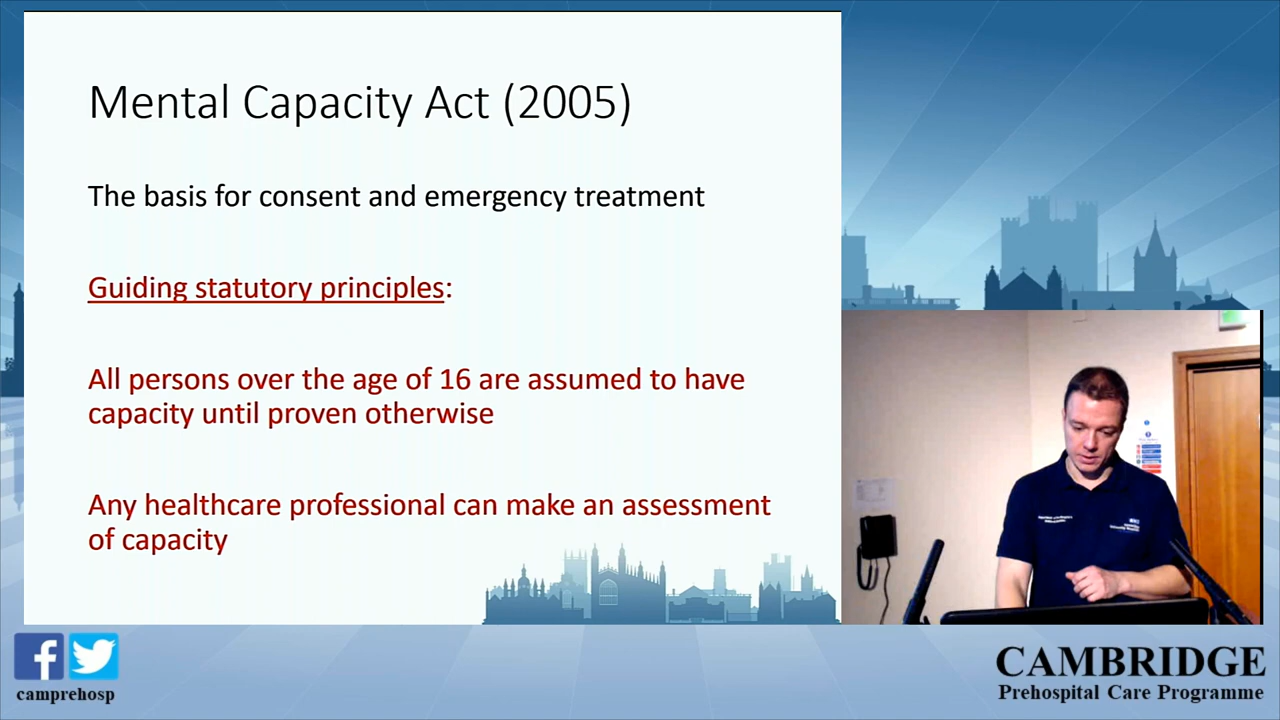 Mental Capacity Act (2005)
The basis for consent and emergency treatment
Guiding statutory principles:
All persons over the age of 16 are assumed to have
capacity until proven otherwise
Any healthcare professional can make an assessment
of capacity
camprehosp
CAMBRIDGE
Prehospital Care Programme